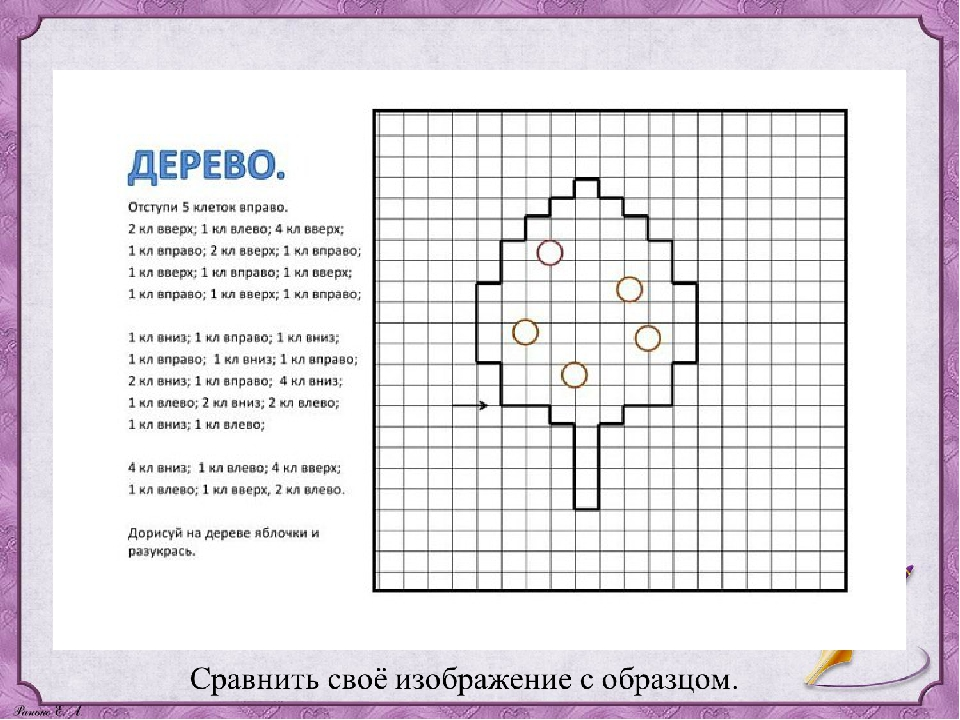 ДЕРЕВО.
Отступи 5 клеток вправо.
2 кл вверх; 1 кл влево; 4 кл вверх;
1 кл вправо; 2 кл вверх; 1 кл вправо;
1 кл вверх; 1 кл вправо; 1 кл вверх;
1 кл вправо; 1 кл вверх; 1 кл вправо;
1 кл вниз; 1 кл вправо; 1 кл вниз;
1 кл вправо; 1 кл вниз; 1 кл вправо;
2 кл вниз; 1 кл вправо; 4 кл вниз;
1 кл влево; 2 кл вниз; 2 кл влево;
1 кл вниз; 1 кл влево;
4 кл вниз; 1 кл влево; 4 кл вверх;
1 кл влево; 1 кл вверх, 2 кл влево.
Дорисуй на дереве яблочки и
разукрась.
Сравнить своё изображение с образцом.